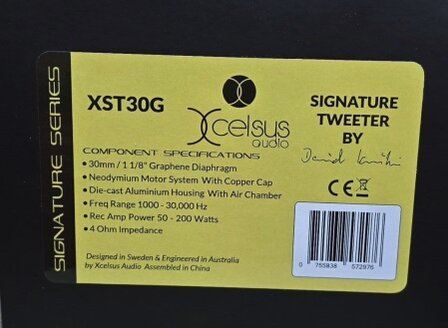 SIGNATURE SERIES
XST30G
Xcelsus
audio
SIGNATURE
TWEETER
BY
COMPONENT SPECIFICATIONS
• 30mm/ 1 1/8" Graphene Diaphragm
• Neodymium Motor System With Copper Cap
• Die-cast Aluminium Housing With Air Chamber
• Freq Range 1000 - 30,000 Hz
• Rec Amp Power 50 - 200 Watts
• 4 Ohm Impedance
CE
Designed in Sweden & Engineered in Australia
by Xcelsus Audio Assembled in China
0 755838 572976